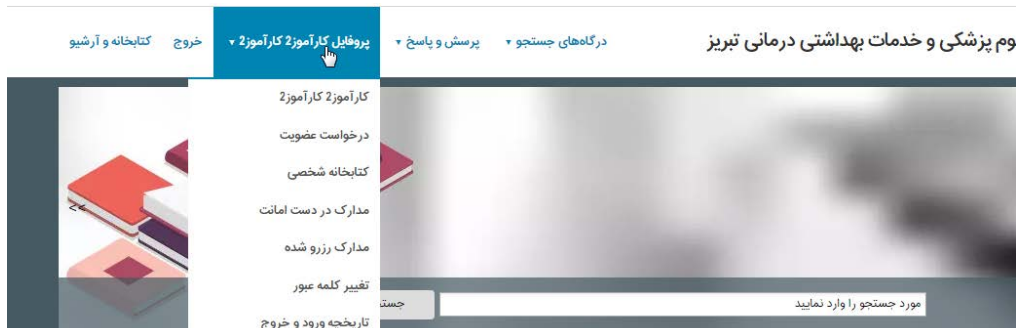 وم پزشکی و خدمات بهداشتی درمانی تبریز
درگاه‌های جستجو ▾ پرسش و پاسخ ▾ پروفایل کارآموز2 کارآموز2 ▾ خروج کتابخانه و آرشیو
کارآموز2 کارآموز2
درخواست عضویت
کتابخانه شخصی
مدارک در دست امانت
مدارک رزرو شده
تغییر کلمه عبور
تاریخچه ورود و خروج
>>
مورد جستجو را وارد نمایید
جستـ